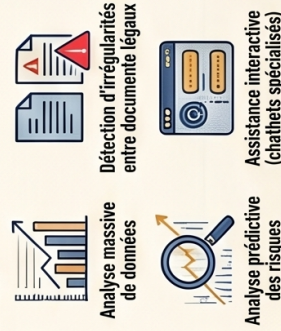 Analyse massive
de données
Détection d'irrégularités
entre documente légaux
Analyse prédictive
des risques
Assistance interactive
(chathets spécialisés)